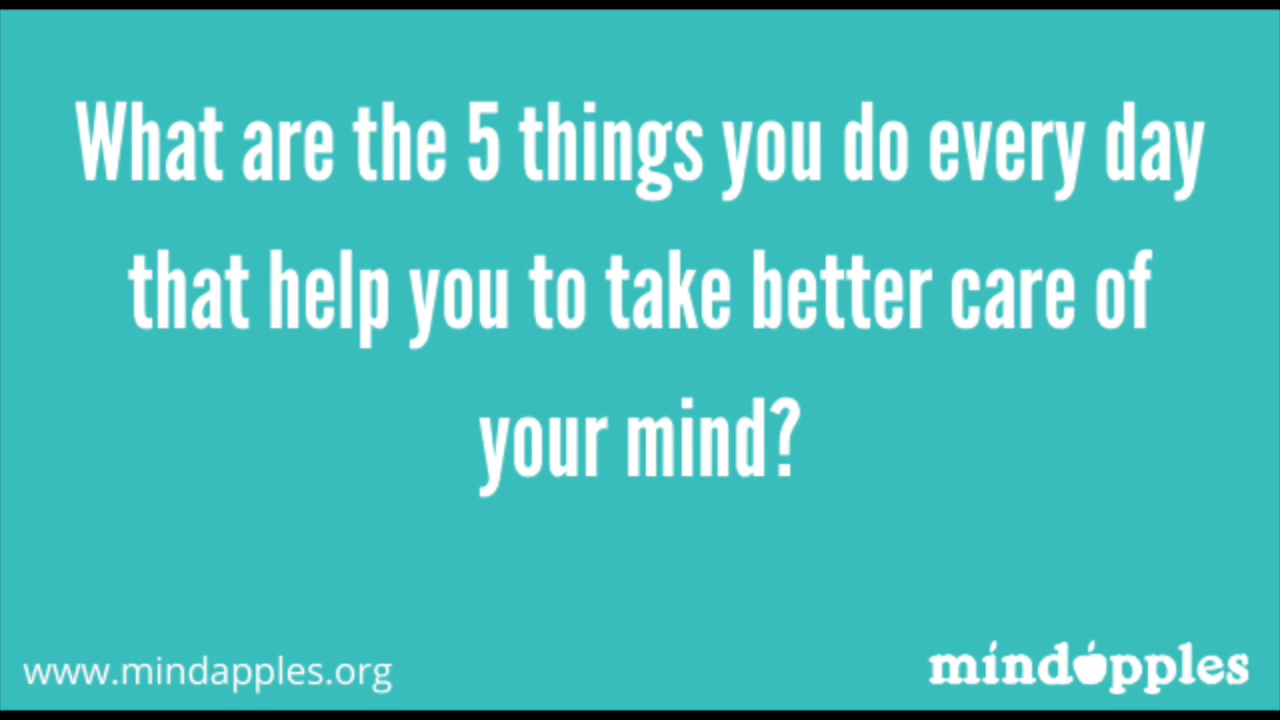 What are the 5 things you do every day
that help you to take better care of
your mind?
www.mindapples.org
mindapples